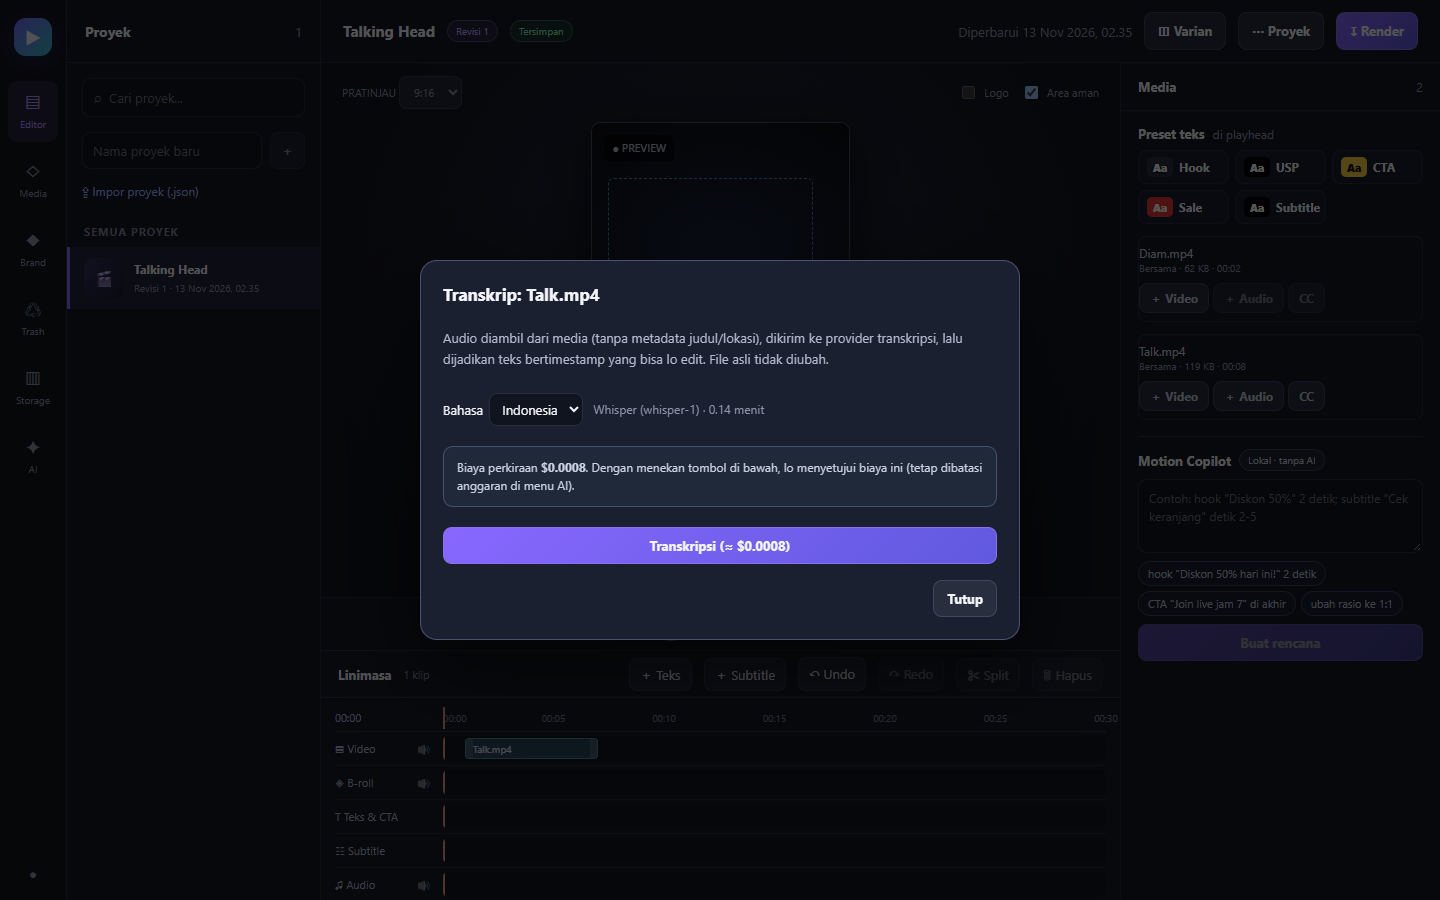 Proyek
1
Talking Head
Revisi 1
Tersimpan
Diperbarui 13 Nov 2026, 02.35
Varian
Proyek
Render
Editor
Media
Brand
Trash
Storage
AI
Cari proyek...
Nama proyek baru
+
Impor proyek (.json)
SEMUA PROYEK
Talking Head
Revisi 1 · 13 Nov 2026, 02.35
PRATINJAU
9:16
Logo
Area aman
● PREVIEW
Transkrip: Talk.mp4
Audio diambil dari media (tanpa metadata judul/lokasi), dikirim ke provider transkripsi, lalu
dijadikan teks bertimestamp yang bisa lo edit. File asli tidak diubah.
Bahasa
Indonesia
Whisper (whisper-1) · 0.14 menit
Biaya perkiraan $0.0008. Dengan menekan tombol di bawah, lo menyetujui biaya ini (tetap dibatasi
anggaran di menu AI).
Transkripsi (≈ $0.0008)
Tutup
Media
2
Preset teks
di playhead
Aa Hook
Aa USP
Aa CTA
Aa Sale
Aa Subtitle
Diam.mp4
Bersama · 62 KB · 00:02
+ Video
+ Audio
CC
Talk.mp4
Bersama · 119 KB · 00:08
+ Video
+ Audio
CC
Motion Copilot
Lokal · tanpa AI
Contoh: hook "Diskon 50%" 2 detik; subtitle "Cek
keranjang" detik 2-5
hook "Diskon 50% hari ini!" 2 detik
CTA "Join live jam 7" di akhir
ubah rasio ke 1:1
Buat rencana
Linimasa
1 klip
+ Teks
+ Subtitle
Undo
Redo
Split
Hapus
00:00
00:00
00:05
00:10
00:15
00:20
00:25
00:30
Video
Talk.mp4
B-roll
T Teks & CTA
Subtitle
Audio